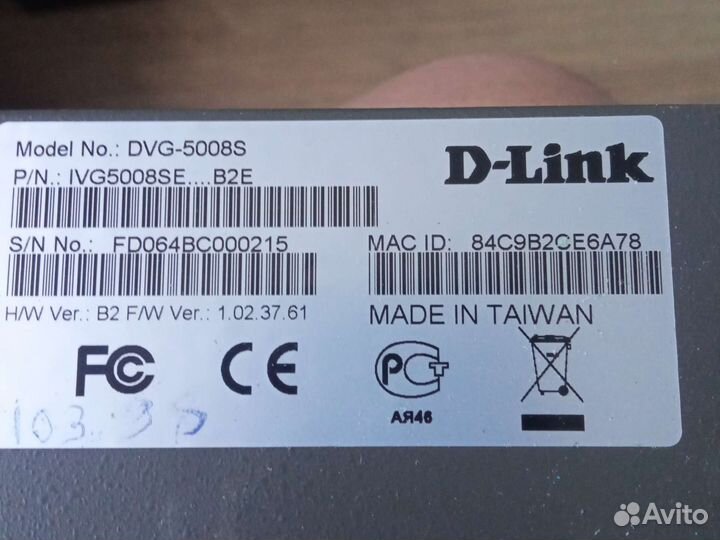 Model No.: DVG-5008S
D-Link
P/N.: IVG5008SE....B2E
S/N No.: FD064BC000215
MAC ID: 84C9B2CE6A78
H/W Ver.: B2 F/W Ver.: 1.02.37.61
MADE IN TAIWAN
FC CE РСТ
АЯ46
Avito